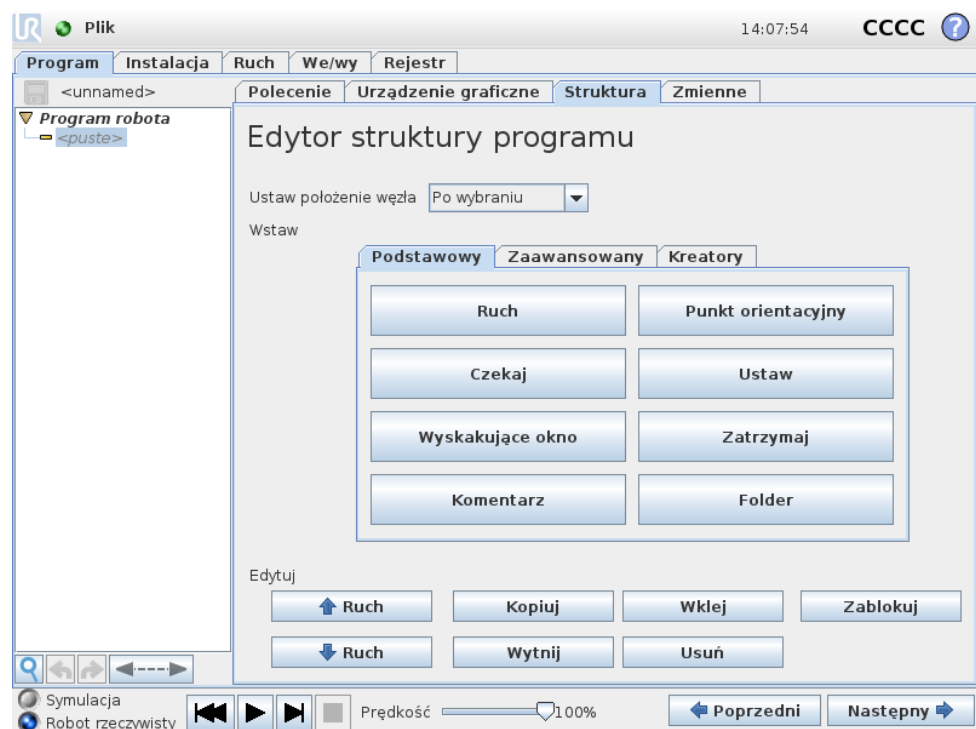 UR Plik 14:07:54 CCCC ?
Program Instalacja Ruch We/wy Rejestr
<unnamed> Polecenie Urządzenie graficzne Struktura Zmienne
Program robota
<puste>
Edytor struktury programu
Ustaw położenie węzła Po wybraniu
Wstaw
Podstawowy Zaawansowany Kreatory
Ruch Punkt orientacyjny
Czekaj Ustaw
Wyskakujące okno Zatrzymaj
Komentarz Folder
Edytuj
Ruch Kopiuj Wklej Zablokuj
Ruch Wytnij Usuń
Symulacja
Robot rzeczywisty Prędkość 100% Poprzedni Następny